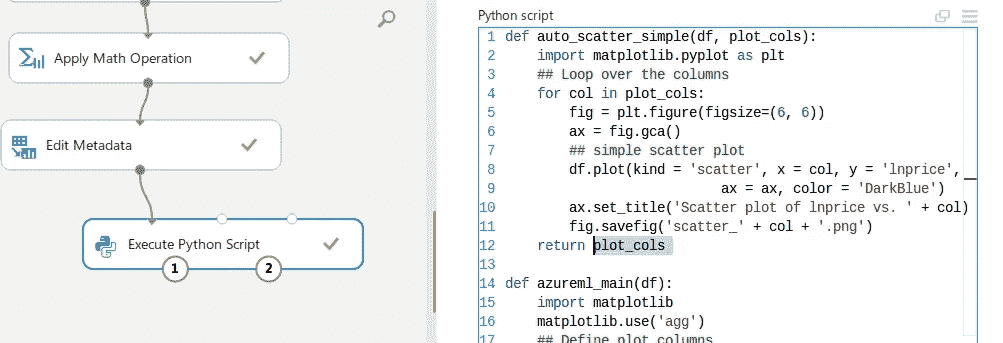 Apply Math Operation
Edit Metadata
Execute Python Script
1 2
Python script
1 def auto_scatter_simple(df, plot_cols):
2     import matplotlib.pyplot as plt
3     ## Loop over the columns
4     for col in plot_cols:
5         fig = plt.figure(figsize=(6, 6))
6         ax = fig.gca()
7         ## simple scatter plot
8         df.plot(kind = 'scatter', x = col, y = 'lnprice',
9                            ax = ax, color = 'DarkBlue')
10         ax.set_title('Scatter plot of lnprice vs. ' + col)
11         fig.savefig('scatter_' + col + '.png')
12     return plot_cols
13
14 def azureml_main(df):
15     import matplotlib
16     matplotlib.use('agg')
17     ## Define plot columns